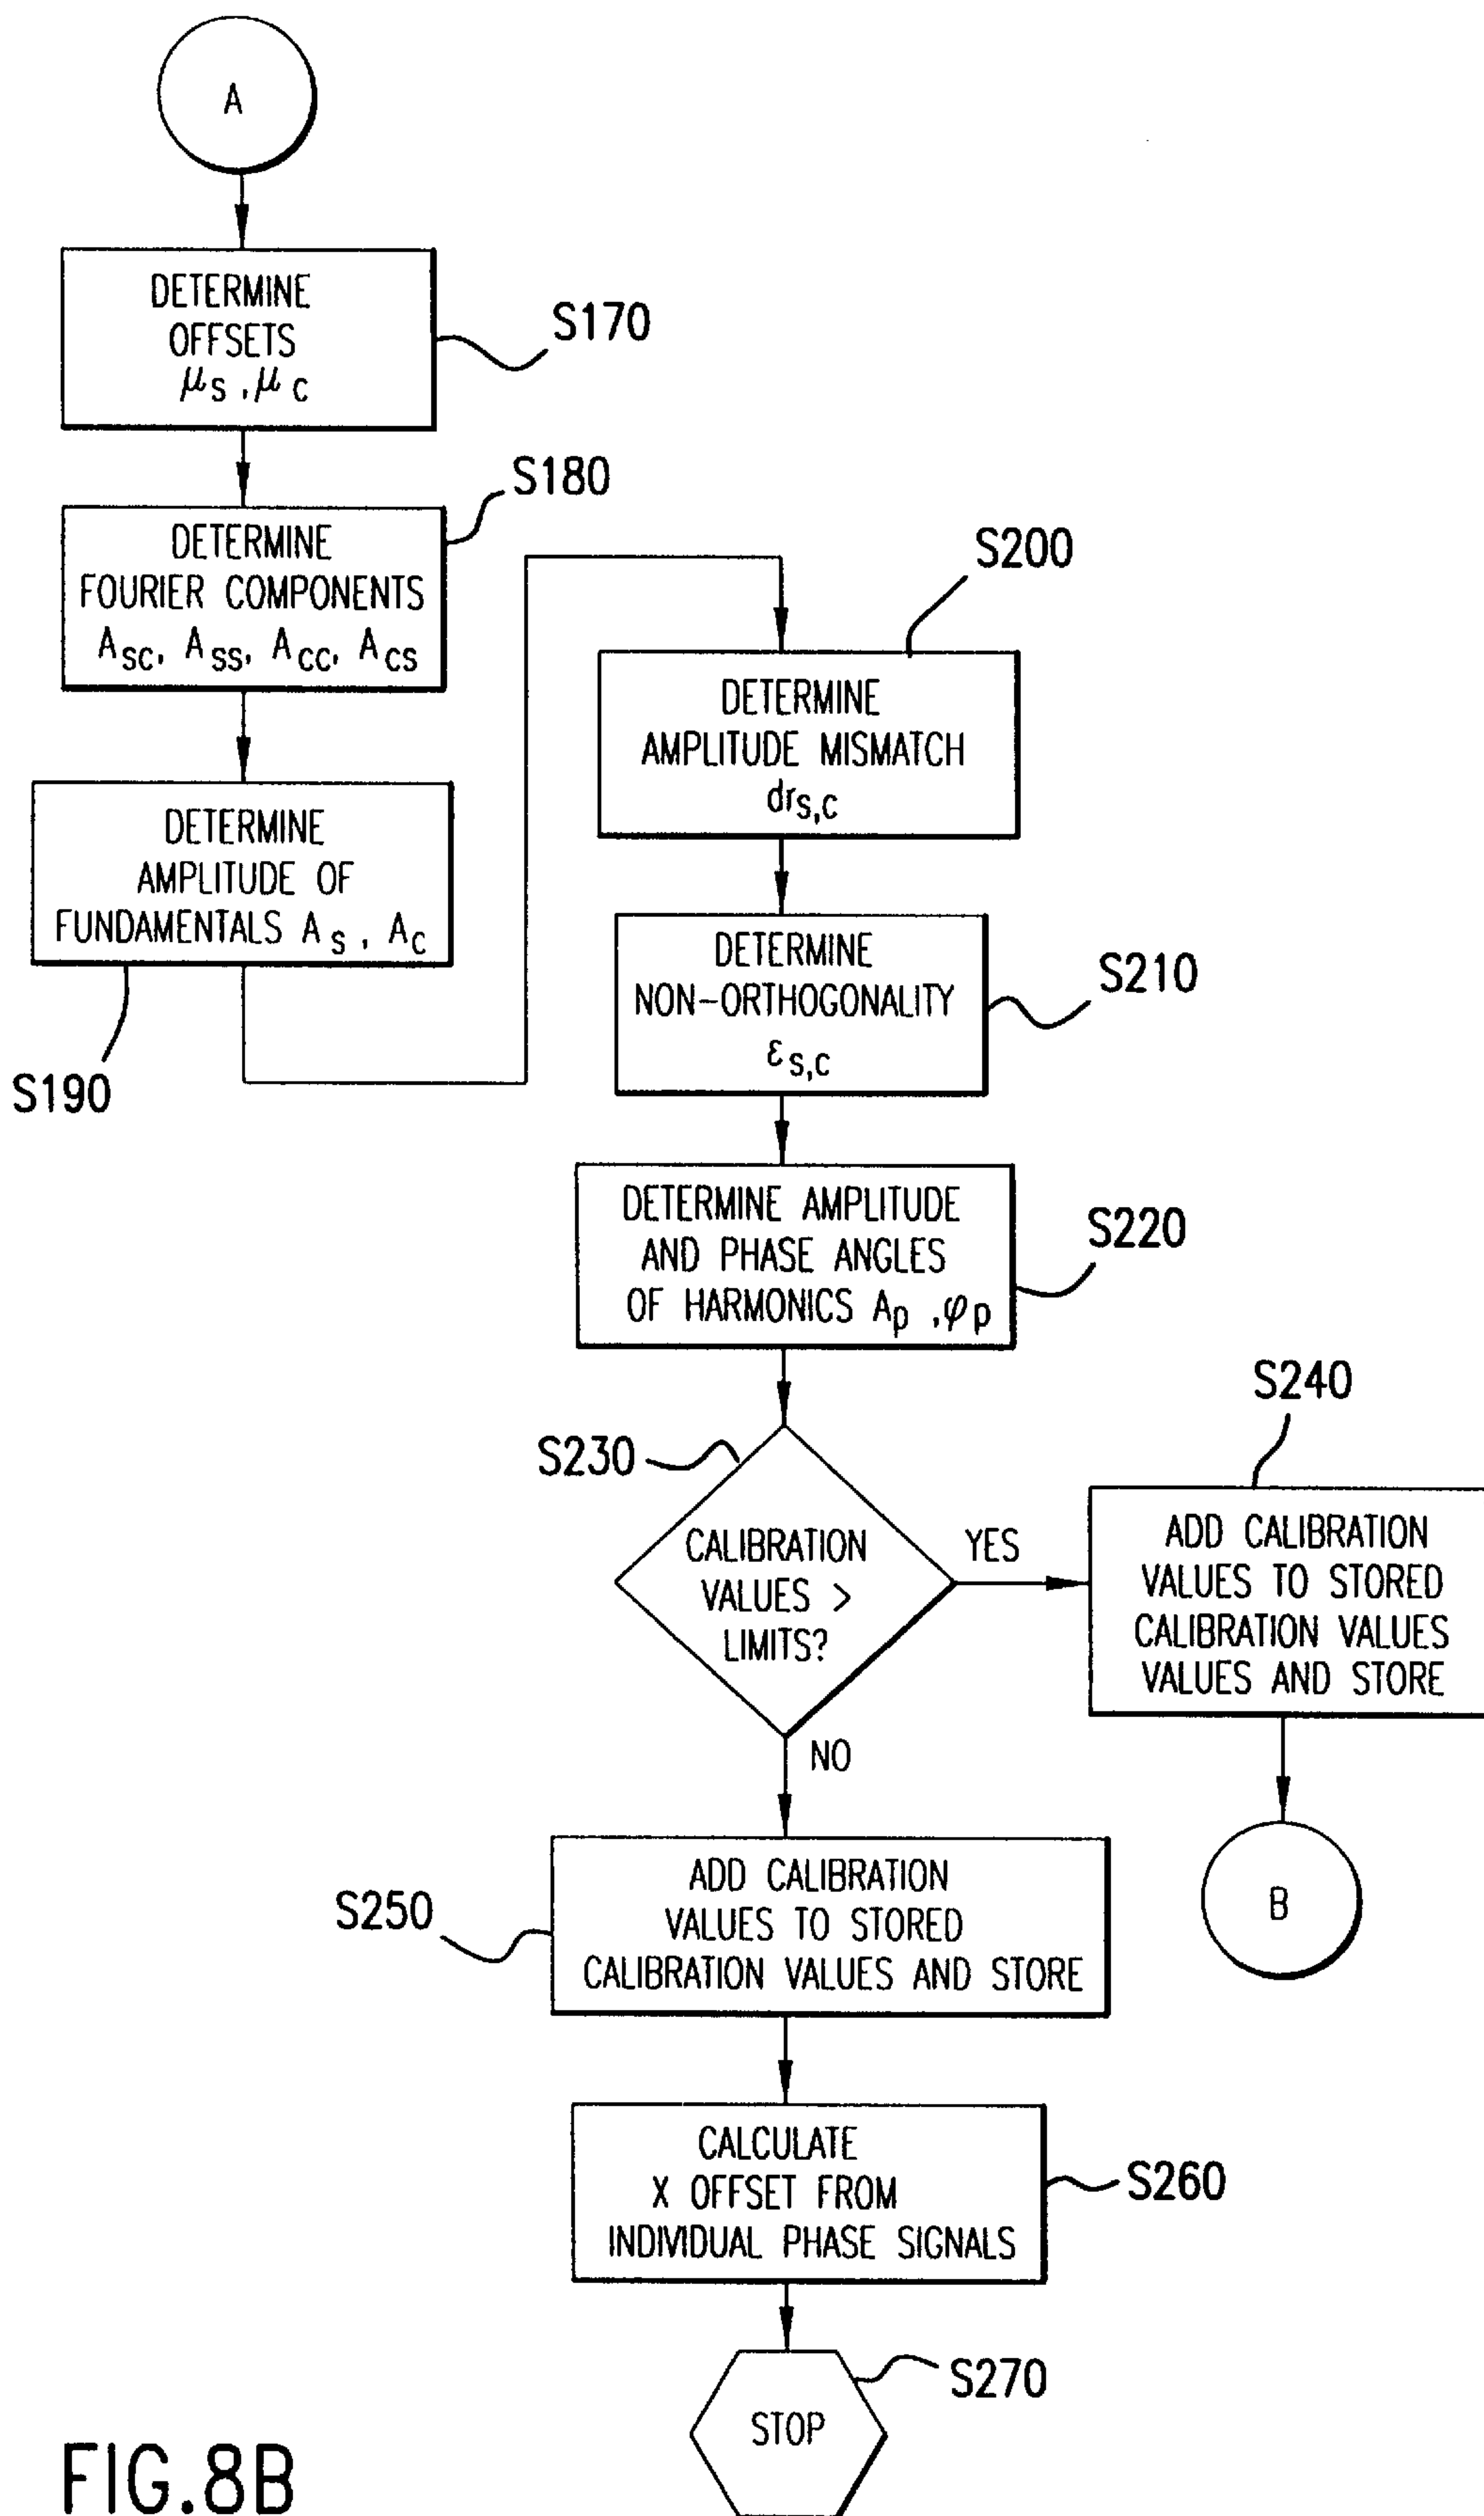 A
DETERMINE
OFFSETS
μs, μc
S170
DETERMINE
FOURIER COMPONENTS
Asc, Ass, Acc, Acs
S180
DETERMINE
AMPLITUDE OF
FUNDAMENTALS As, Ac
S190
S200
DETERMINE
AMPLITUDE MISMATCH
drs,c
DETERMINE
NON-ORTHOGONALITY
εs,c
S210
DETERMINE AMPLITUDE
AND PHASE ANGLES
OF HARMONICS Ap, φp
S220
S230
CALIBRATION
VALUES >
LIMITS?
YES
S240
ADD CALIBRATION
VALUES TO STORED
CALIBRATION VALUES
VALUES AND STORE
B
NO
S250
ADD CALIBRATION
VALUES TO STORED
CALIBRATION VALUES AND STORE
CALCULATE
X OFFSET FROM
INDIVIDUAL PHASE SIGNALS
S260
STOP
S270
FIG.8B